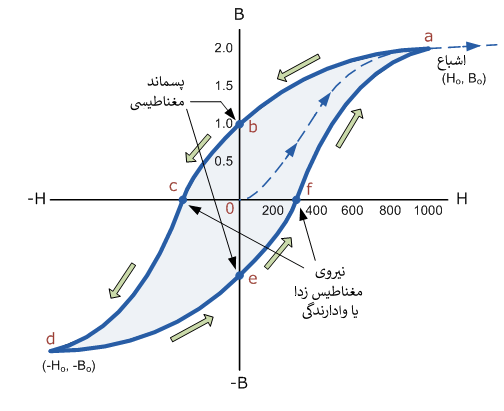 B
a
2.0
اشباع
(H₀, B₀)
1.5
پسماند
مغناطیسی
1.0
b
0.5
c
f
-H
H
0
200 400 600 800 1000
نیروی
مغناطیس زدا
یا وادارندگی
e
d
(-H₀, -B₀)
-B